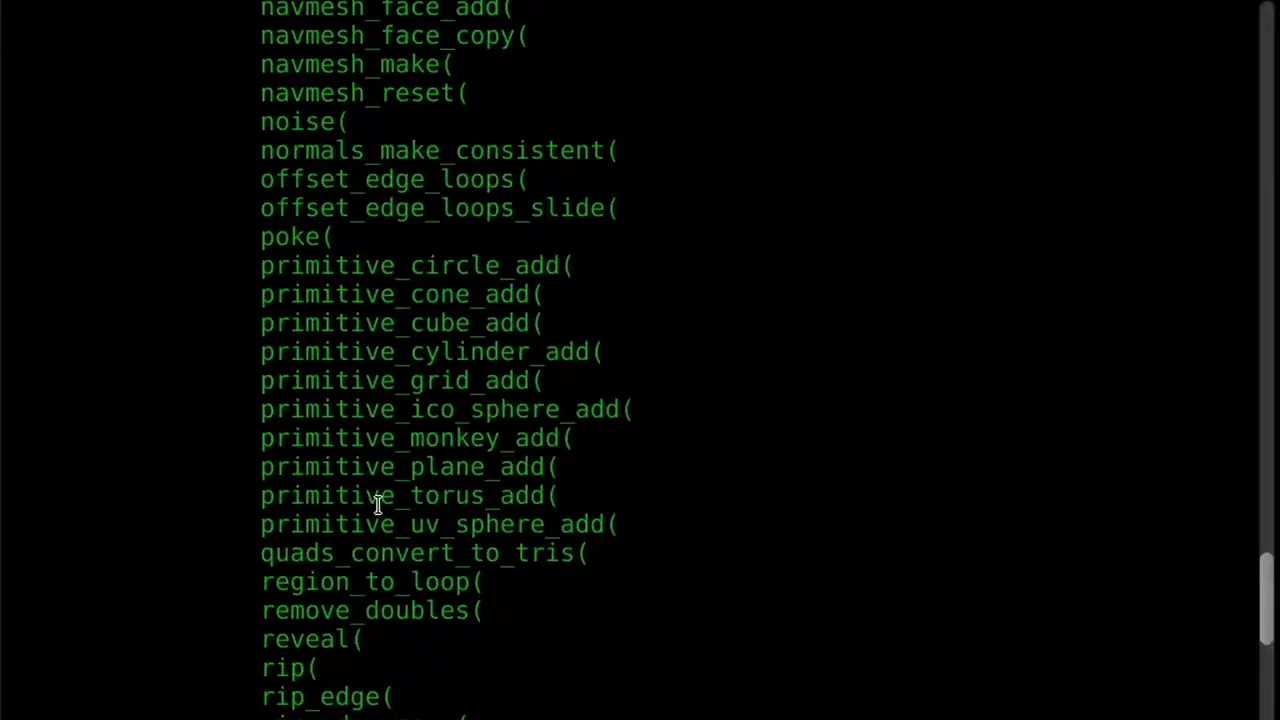 navmesh_face_add(
navmesh_face_copy(
navmesh_make(
navmesh_reset(
noise(
normals_make_consistent(
offset_edge_loops(
offset_edge_loops_slide(
poke(
primitive_circle_add(
primitive_cone_add(
primitive_cube_add(
primitive_cylinder_add(
primitive_grid_add(
primitive_ico_sphere_add(
primitive_monkey_add(
primitive_plane_add(
primitive_torus_add(
primitive_uv_sphere_add(
quads_convert_to_tris(
region_to_loop(
remove_doubles(
reveal(
rip(
rip_edge(